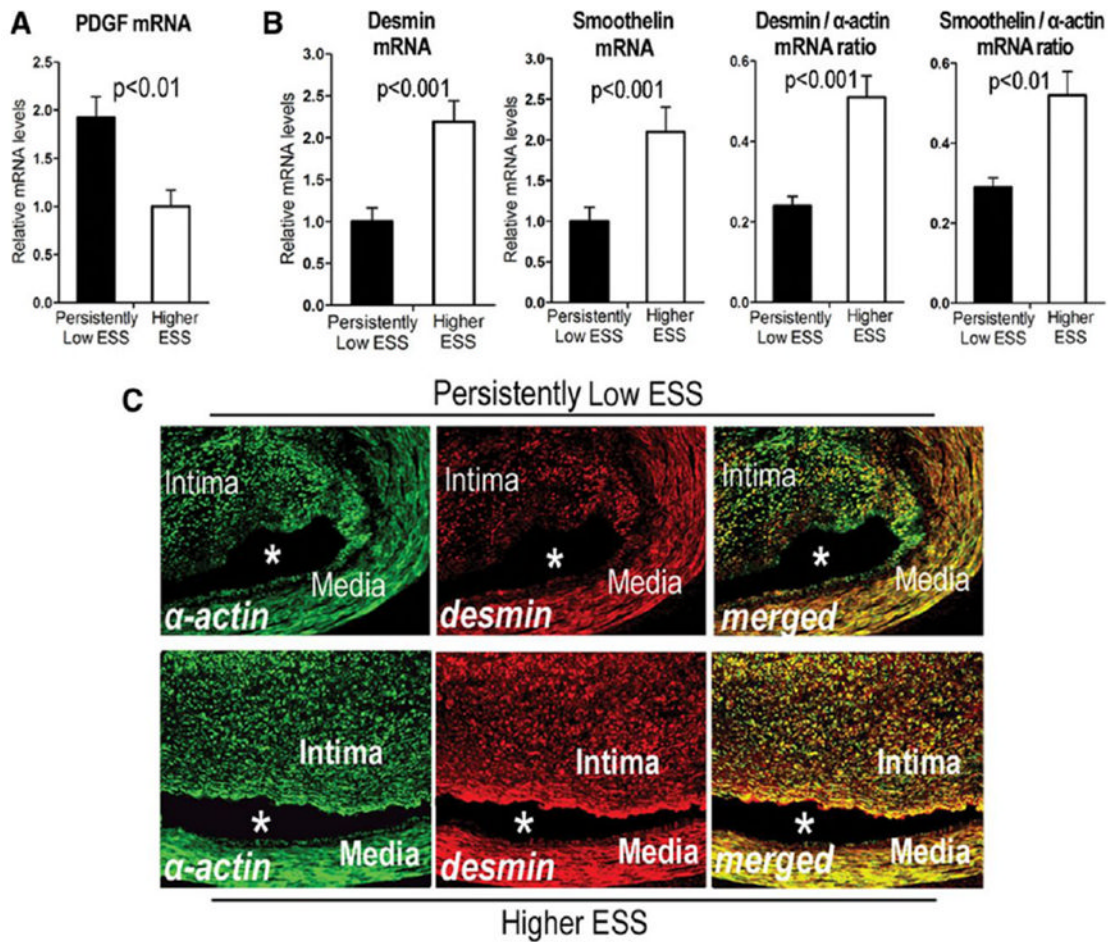 A
PDGF mRNA
Relative mRNA levels
2.5
2.0
1.5
1.0
0.5
0.0
p<0.01
Persistently
Low ESS
Higher
ESS
B
Desmin
mRNA
Relative mRNA levels
3.0
2.5
2.0
1.5
1.0
0.5
0.0
p<0.001
Persistently
Low ESS
Higher
ESS
Smoothelin
mRNA
Relative mRNA levels
3.0
2.5
2.0
1.5
1.0
0.5
0.0
p<0.001
Persistently
Low ESS
Higher
ESS
Desmin / α-actin
mRNA ratio
0.6
0.4
0.2
0.0
p<0.001
Persistently
Low ESS
Higher
ESS
Smoothelin / α-actin
mRNA ratio
0.6
0.4
0.2
0.0
p<0.01
Persistently
Low ESS
Higher
ESS
C
Persistently Low ESS
Intima
*
Media
α-actin
Intima
*
Media
desmin
Intima
*
Media
merged
Intima
*
Media
α-actin
Intima
*
Media
desmin
Intima
*
Media
merged
Higher ESS